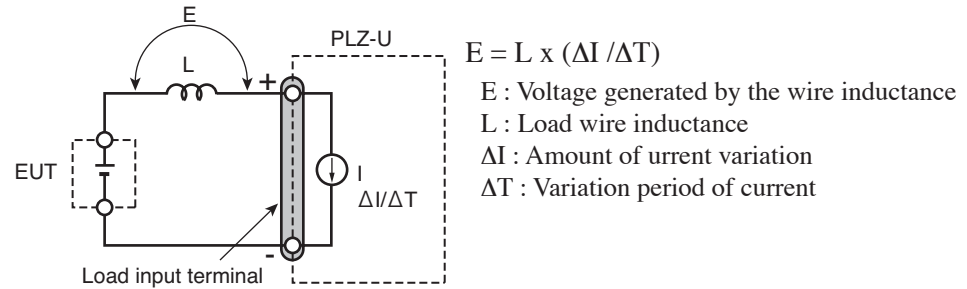 E
L
PLZ-U
+
EUT
I
ΔI/ΔT
-
Load input terminal
E = L x (ΔI /ΔT)
E : Voltage generated by the wire inductance
L : Load wire inductance
ΔI : Amount of urrent variation
ΔT : Variation period of current